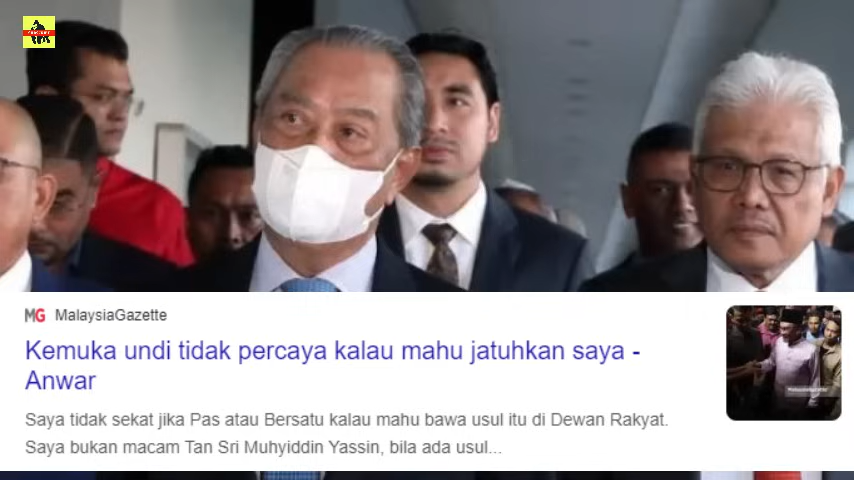 MG MalaysiaGazette
Kemuka undi tidak percaya kalau mahu jatuhkan saya -
Anwar
Saya tidak sekat jika Pas atau Bersatu kalau mahu bawa usul itu di Dewan Rakyat.
Saya bukan macam Tan Sri Muhyiddin Yassin, bila ada usul...